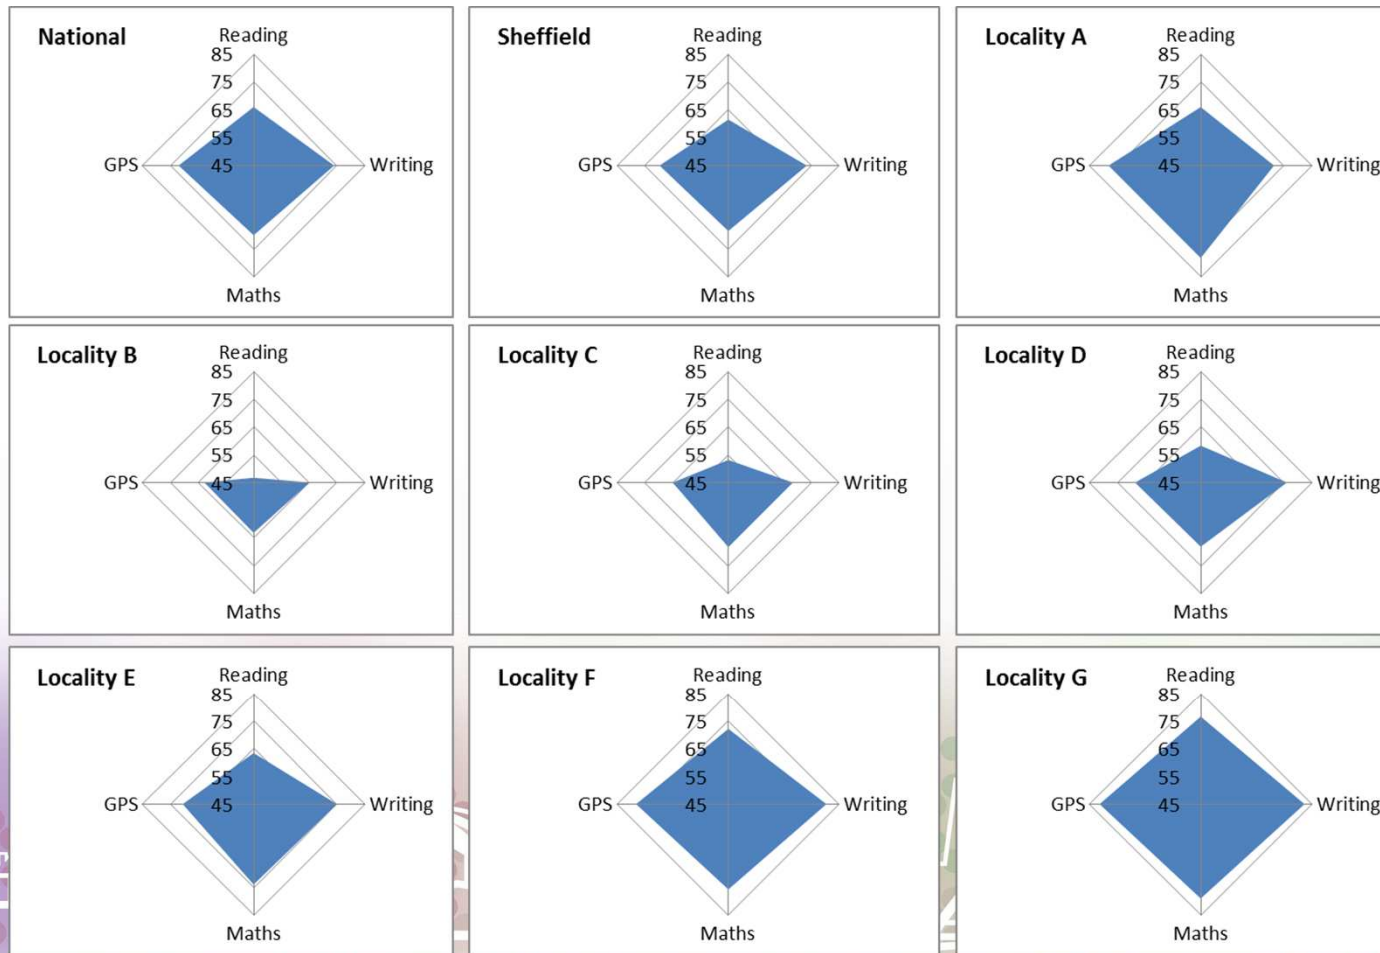 National
Reading
85
75
65
55
45
GPS
Writing
Maths
Sheffield
Reading
85
75
65
55
45
GPS
Writing
Maths
Locality A
Reading
85
75
65
55
45
GPS
Writing
Maths
Locality B
Reading
85
75
65
55
45
GPS
Writing
Maths
Locality C
Reading
85
75
65
55
45
GPS
Writing
Maths
Locality D
Reading
85
75
65
55
45
GPS
Writing
Maths
Locality E
Reading
85
75
65
55
45
GPS
Writing
Maths
Locality F
Reading
85
75
65
55
45
GPS
Writing
Maths
Locality G
Reading
85
75
65
55
45
GPS
Writing
Maths